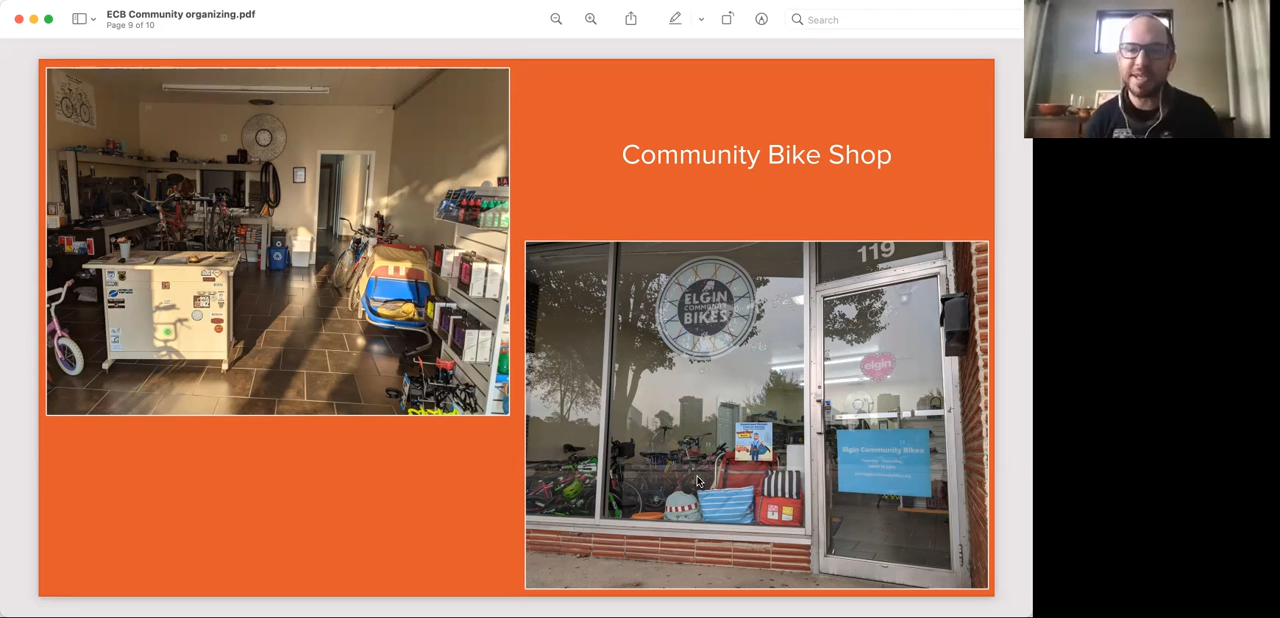 ECB Community organizing.pdf
Page 9 of 10
Search
Community Bike Shop
119
ELGIN
COMMUNITY
BIKES
elgin
Elgin Community Bikes